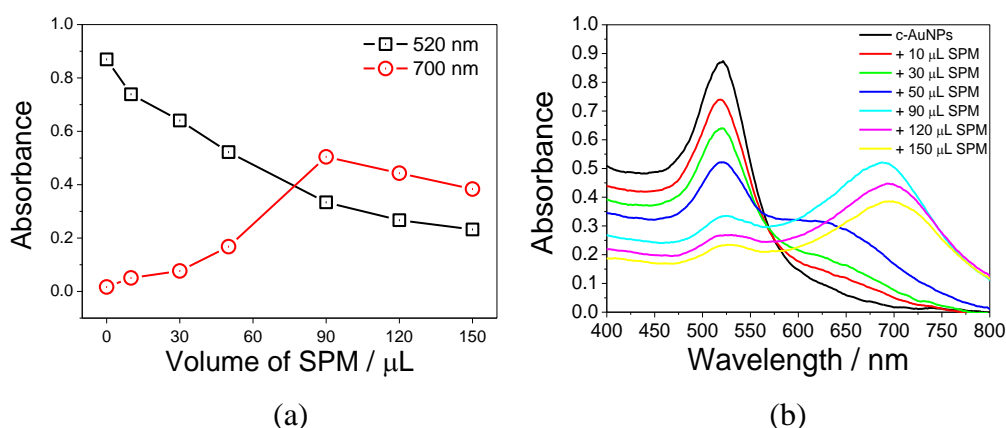 1.0
0.8
0.6
0.4
0.2
0.0
Absorbance
520 nm
700 nm
0 30 60 90 120 150
Volume of SPM / μL
(a)
1.0
0.9
0.8
0.7
0.6
0.5
0.4
0.3
0.2
0.1
0.0
Absorbance
c-AuNPs
+ 10 μL SPM
+ 30 μL SPM
+ 50 μL SPM
+ 90 μL SPM
+ 120 μL SPM
+ 150 μL SPM
400 450 500 550 600 650 700 750 800
Wavelength / nm
(b)